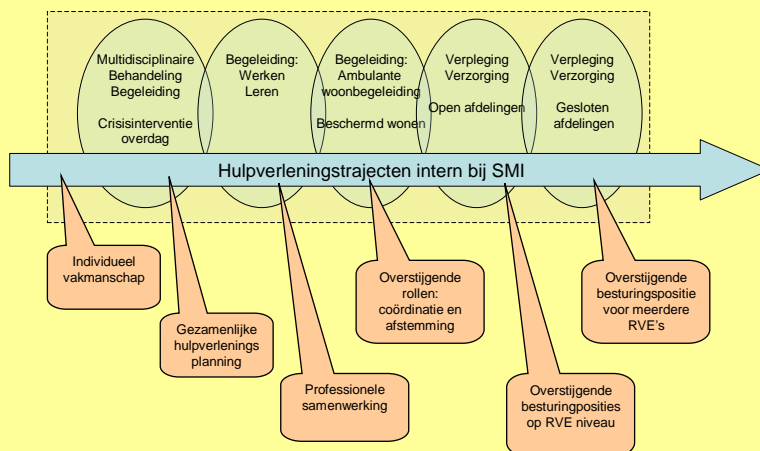 Multidisciplinaire
Behandeling
Begeleiding
Crisisinterventie
overdag
Begeleiding:
Werken
Leren
Begeleiding:
Ambulante
woonbegeleiding
Beschermd wonen
Verpleging
Verzorging
Open afdelingen
Verpleging
Verzorging
Gesloten
afdelingen
Hulpverleningstrajecten intern bij SMI
Individueel
vakmanschap
Gezamenlijke
hulpverlenings
planning
Professionele
samenwerking
Overstijgende
rollen:
coördinatie en
afstemming
Overstijgende
besturingposities
op RVE niveau
Overstijgende
besturingspositie
voor meerdere
RVE's